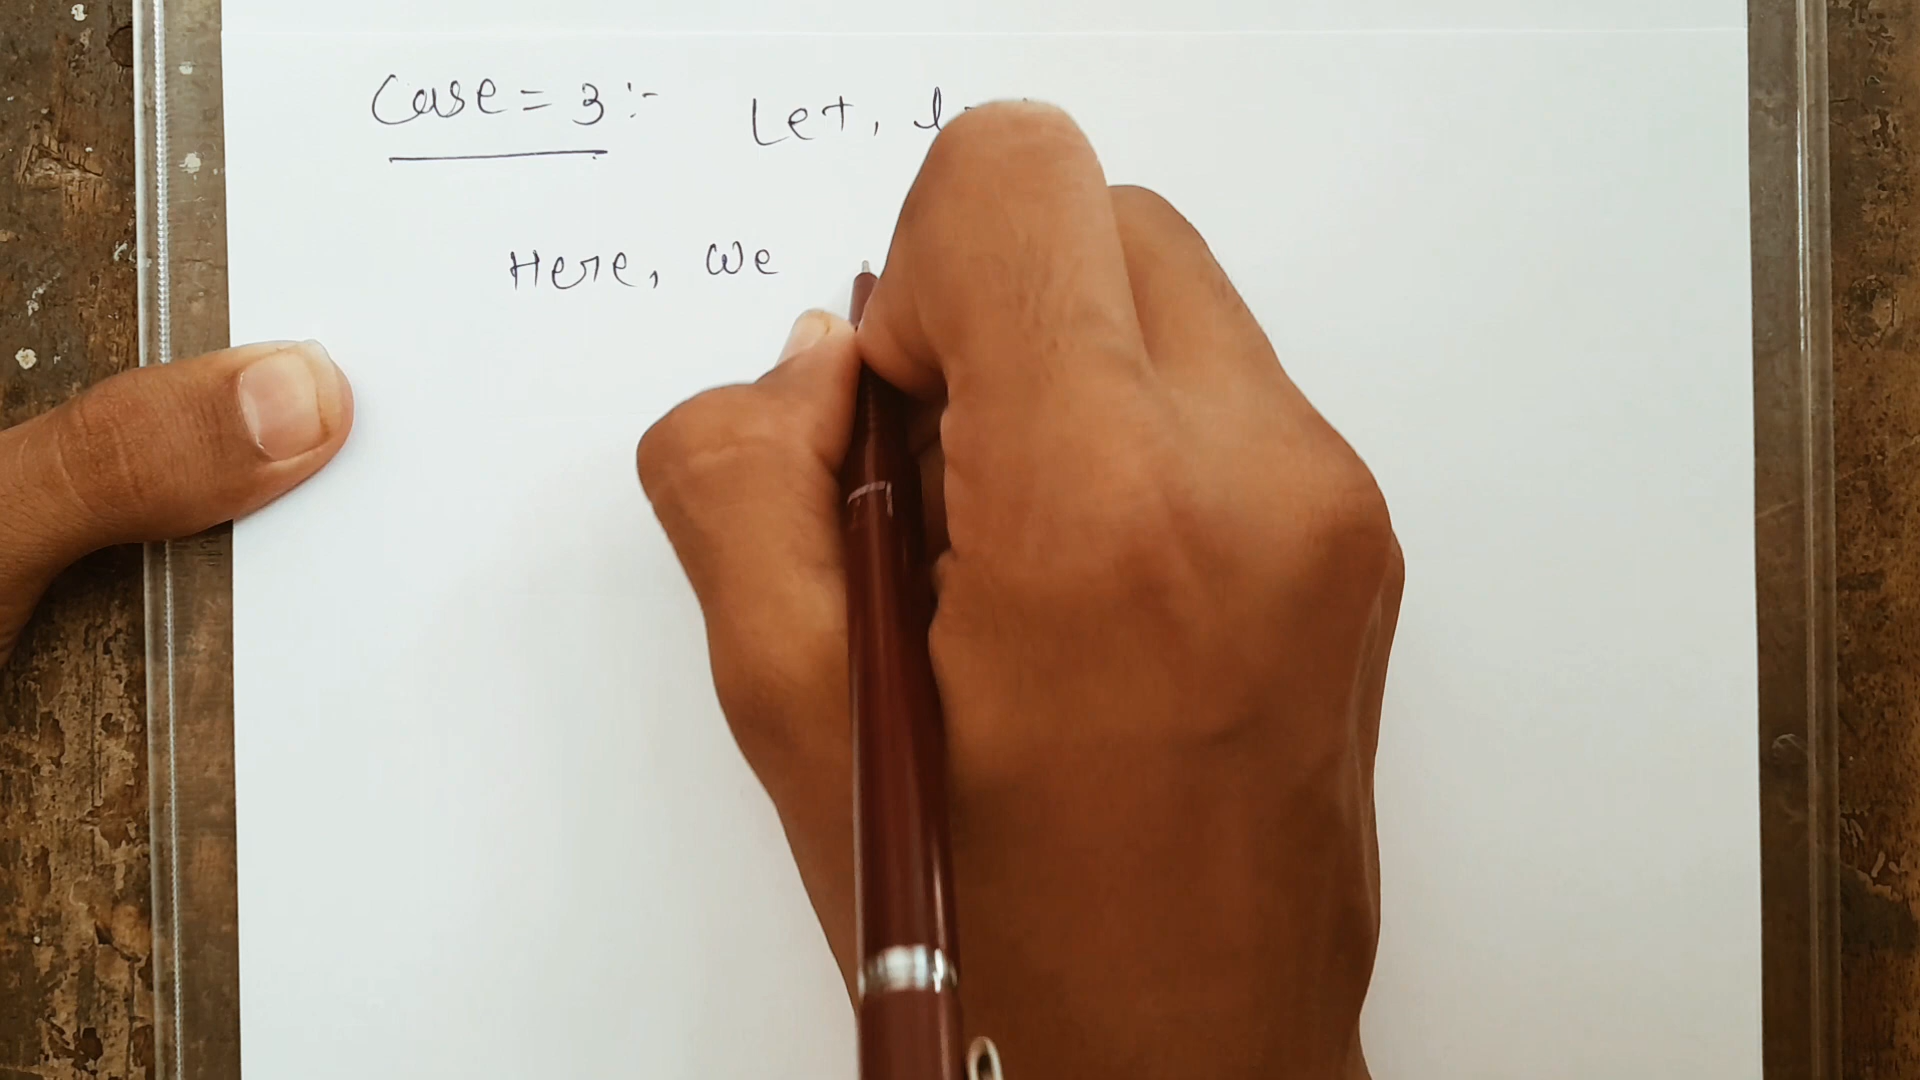 Case = 3 :- Let, l
Here, we